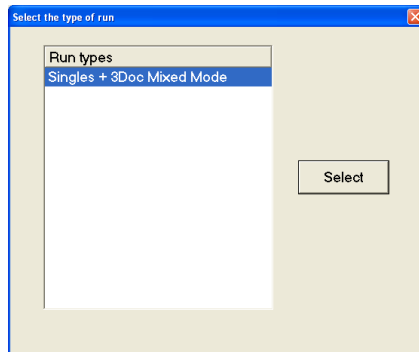 Select the type of run
Run types
Singles + 3Doc Mixed Mode
Select